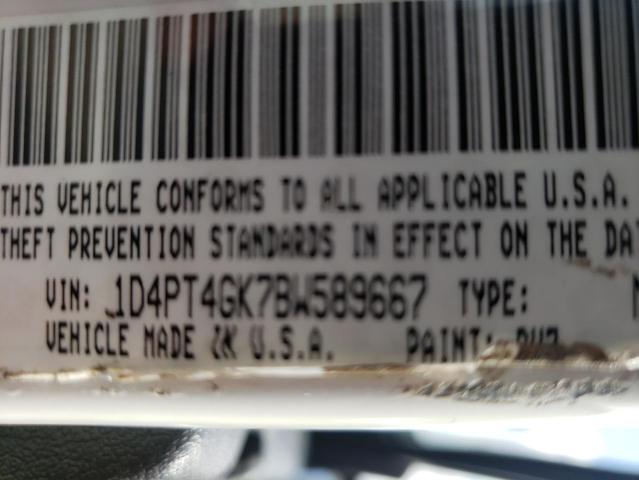 THIS VEHICLE CONFORMS TO ALL APPLICABLE U.S.A.
THEFT PREVENTION STANDARDS IN EFFECT ON THE DA
VIN: 1D4PT4GK7BW589667 TYPE:
VEHICLE MADE IN U.S.A. PAINT: